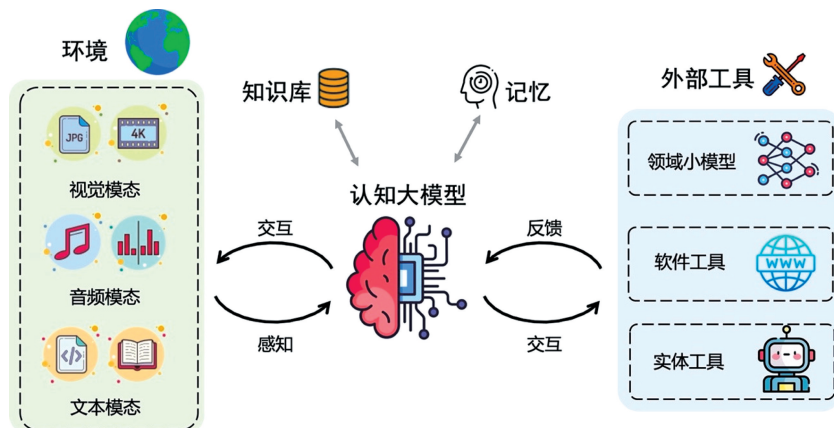 环境
知识库
记忆
外部工具
JPG
4K
视觉模态
领域小模型
认知大模型
交互
反馈
音频模态
软件工具
WWW
感知
交互
</>
实体工具
文本模态